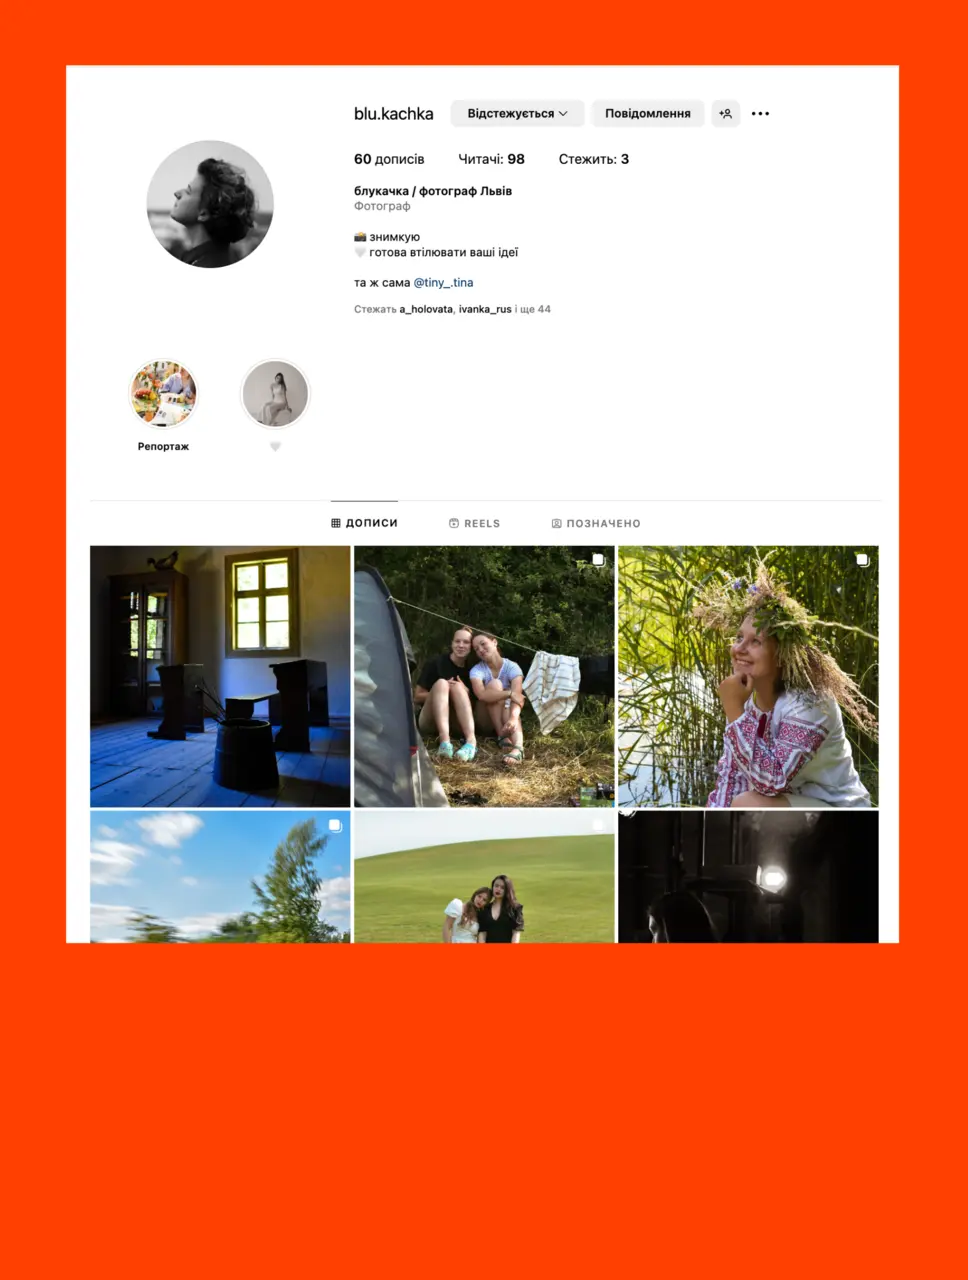 blu.kachka Відстежується Повідомлення
60 дописів Читачі: 98 Стежить: 3
блукачка / фотограф Львів
Фотограф
📸 знимкую
🤍 готова втілювати ваші ідеї
та ж сама @tiny_.tina
Стежать a_holovata, ivanka_rus і ще 44
Репортаж 🤍
ДОПИСИ REELS ПОЗНАЧЕНО